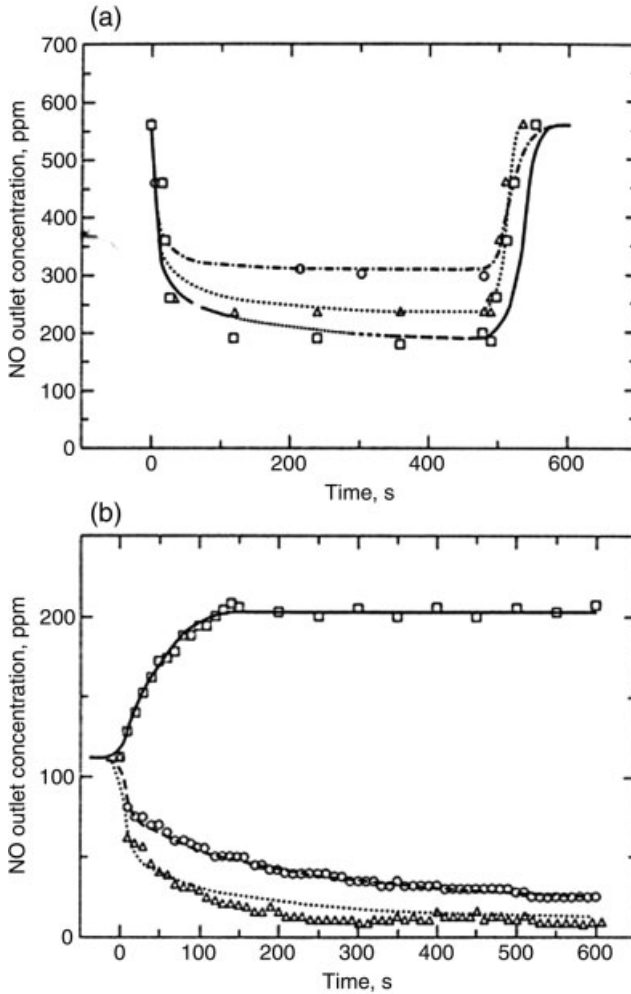 (a)
700
600
500
400
300
200
100
0
NO outlet concentration, ppm
0 200 400 600
Time, s
(b)
200
100
0
NO outlet concentration, ppm
0 100 200 300 400 500 600
Time, s